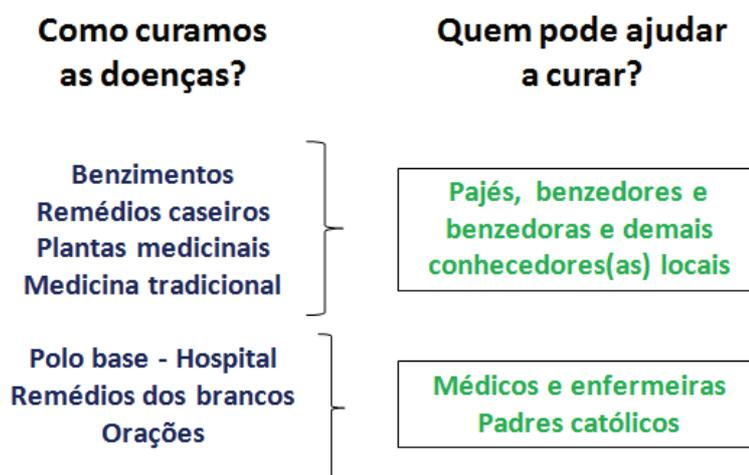 Como curamos
as doenças?
Quem pode ajudar
a curar?
Benzimentos
Remédios caseiros
Plantas medicinais
Medicina tradicional
Pajés, benzedores e
benzedoras e demais
conhecedores(as) locais
Polo base - Hospital
Remédios dos brancos
Orações
Médicos e enfermeiras
Padres católicos